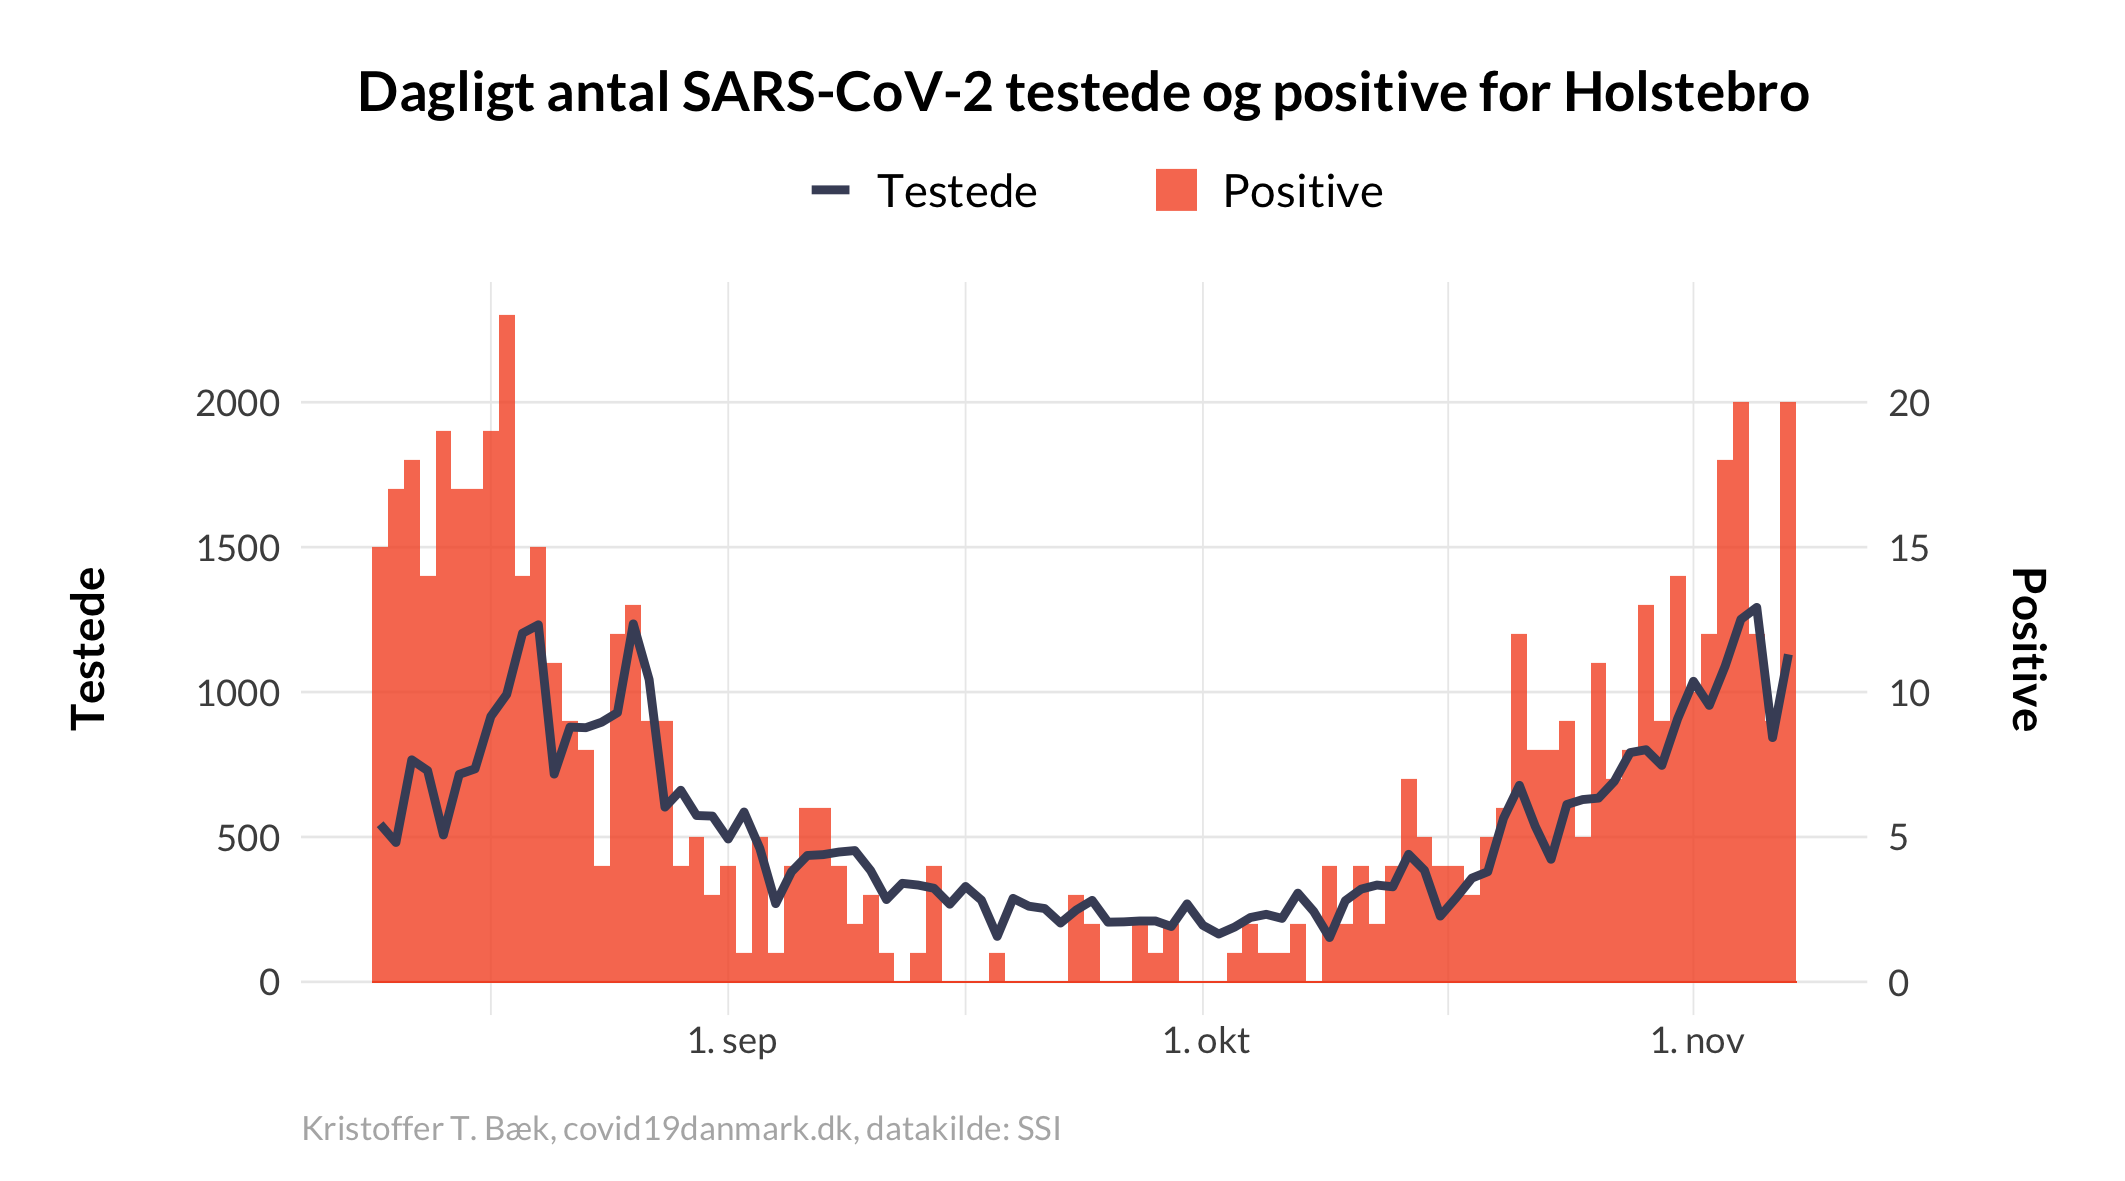 Dagligt antal SARS-CoV-2 testede og positive for Holstebro
Testede Positive
2000 20
1500 15
1000 10
500 5
0 0
Testede
Positive
1. sep 1. okt 1. nov
Kristoffer T. Bæk, covid19danmark.dk, datakilde: SSI